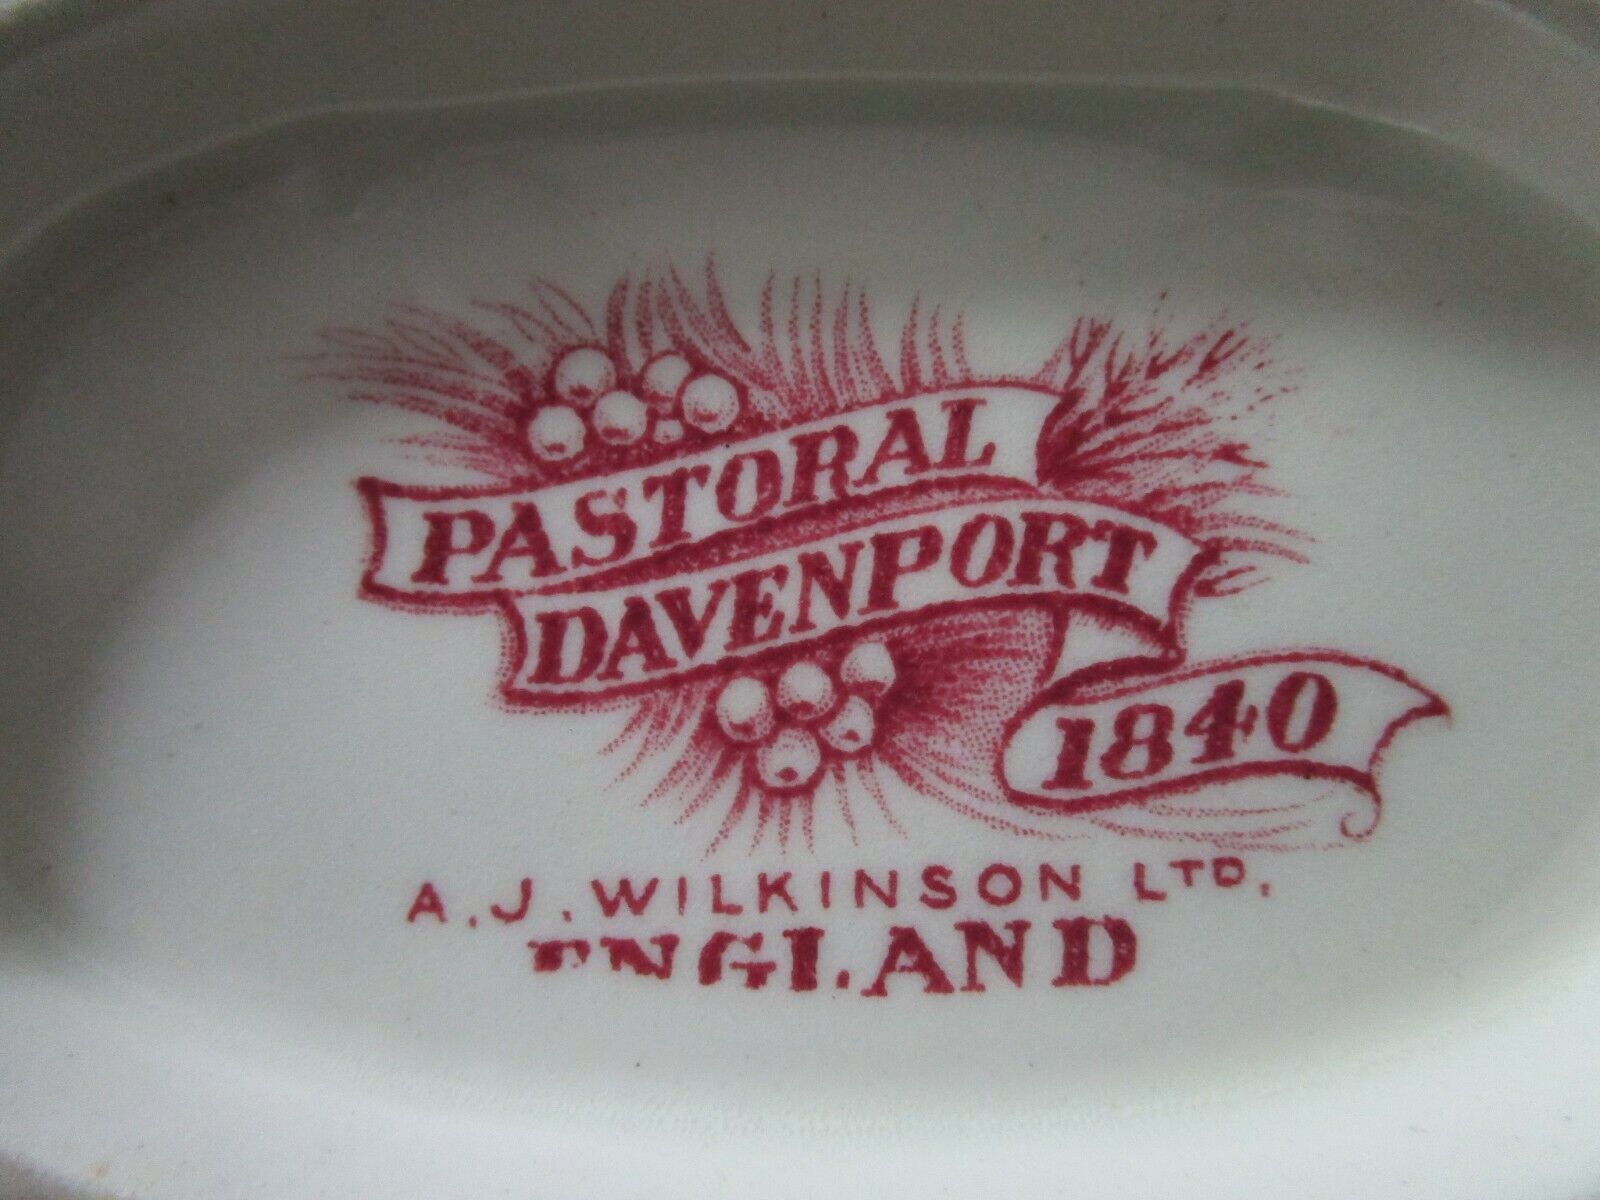 PASTORAL
DAVENPORT
1840
A.J. WILKINSON LTD.
ENGLAND